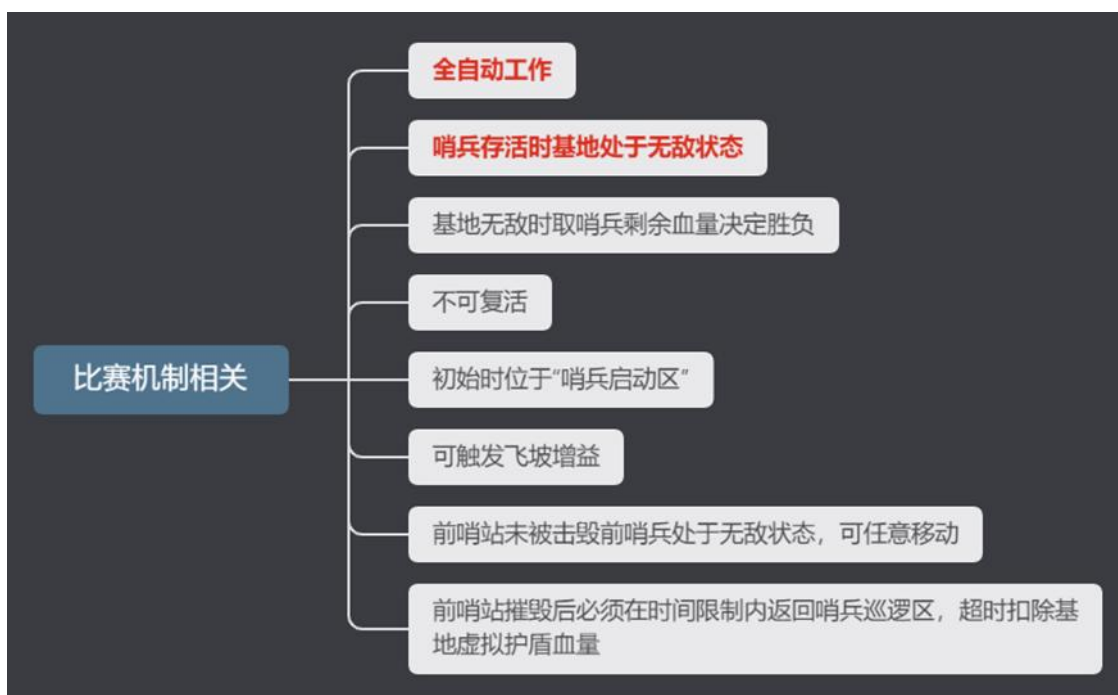 全自动工作
哨兵存活时基地处于无敌状态
基地无敌时取哨兵剩余血量决定胜负
不可复活
比赛机制相关
初始时位于“哨兵启动区”
可触发飞坡增益
前哨站未被击毁前哨兵处于无敌状态，可任意移动
前哨站摧毁后必须在时间限制内返回哨兵巡逻区，超时扣除基
地虚拟护盾血量